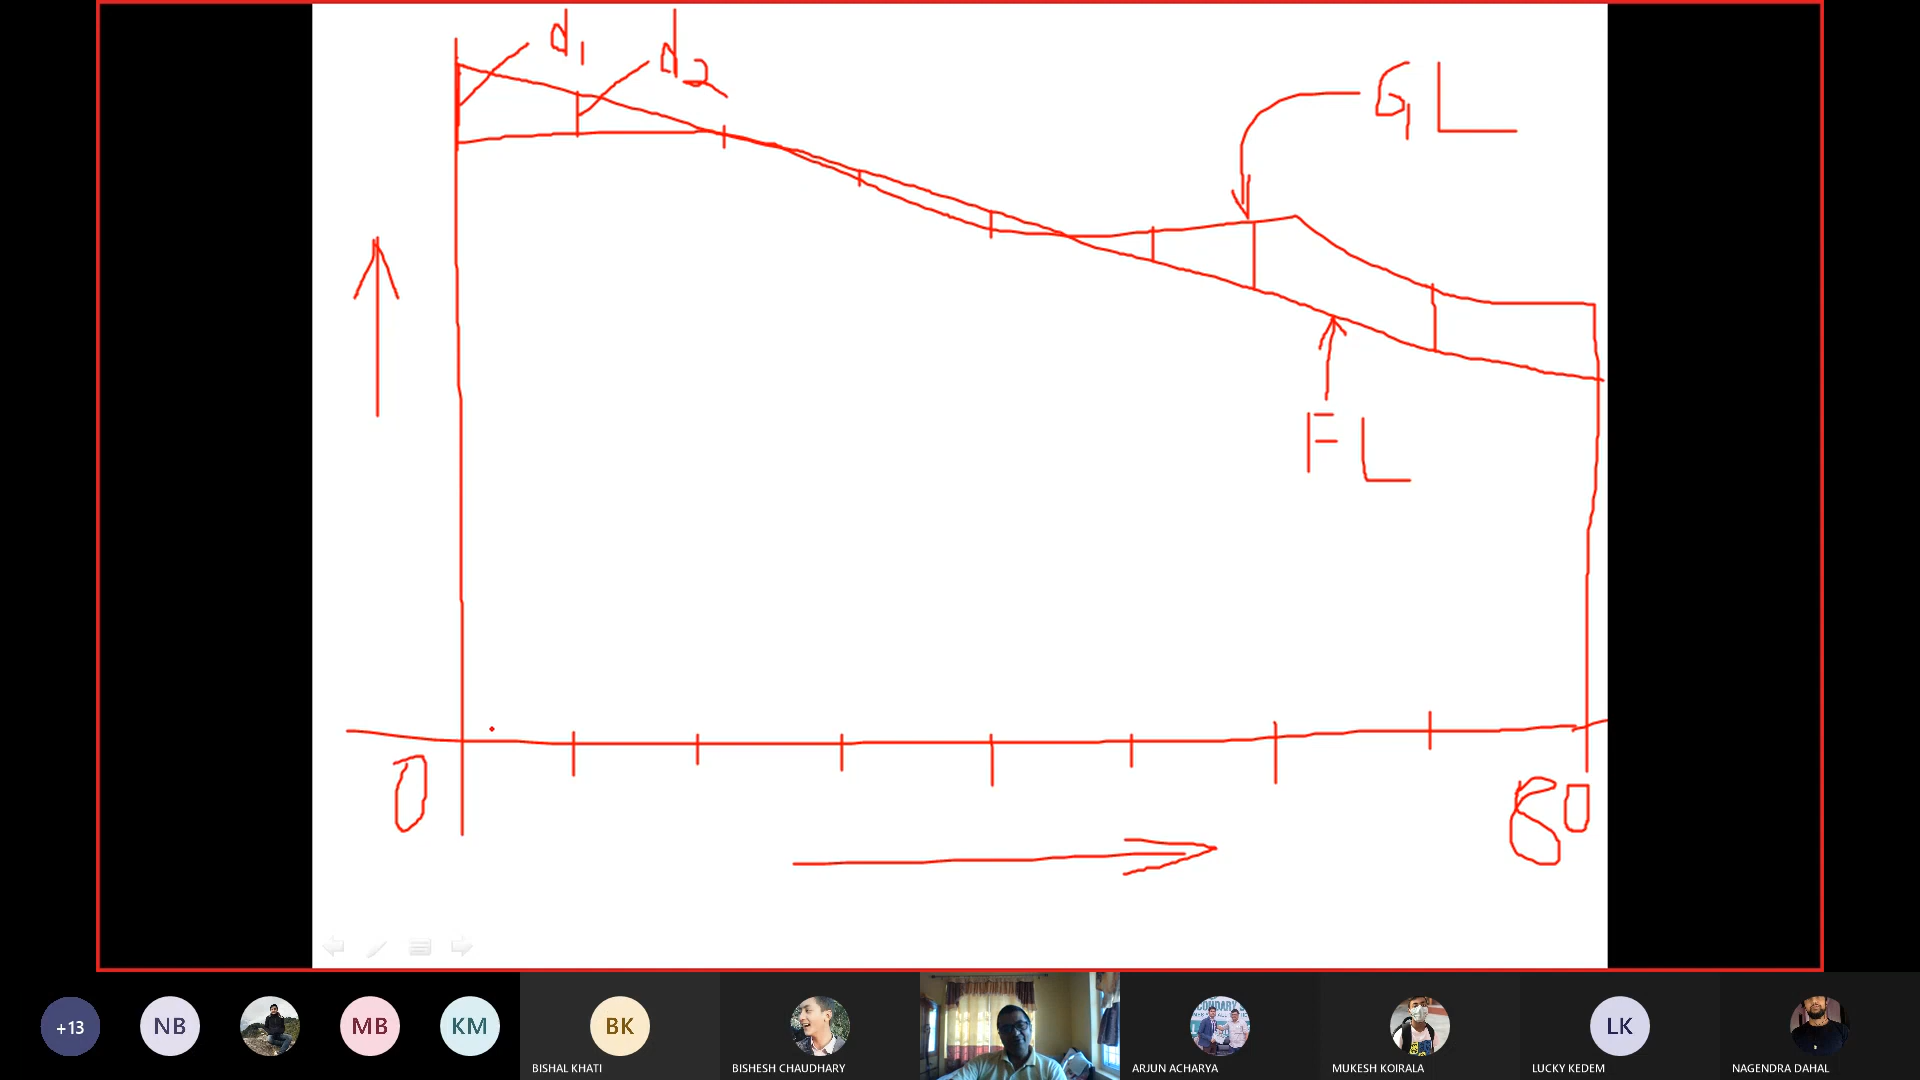 d1
d2
GL
FL
0
80
+13
NB
MB
KM
BK
LK
BISHAL KHATI
BISHESH CHAUDHARY
ARJUN ACHARYA
MUKESH KOIRALA
LUCKY KEDEM
NAGENDRA DAHAL